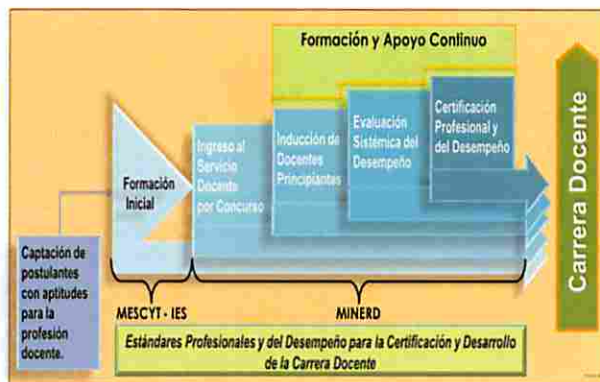 Formación y Apoyo Continuo
Certificación
Profesional y
del Desempeño
Evaluación
Sistémica del
Desempeño
Inducción de
Docentes
Principiantes
Ingreso al
Servicio
Docente
por Concurso
Formación
Inicial
Captación de
postulantes
con aptitudes
para la
profesión
docente.
MESCYT - IES
MINERD
Estándares Profesionales y del Desempeño para la Certificación y Desarrollo
de la Carrera Docente
Carrera Docente